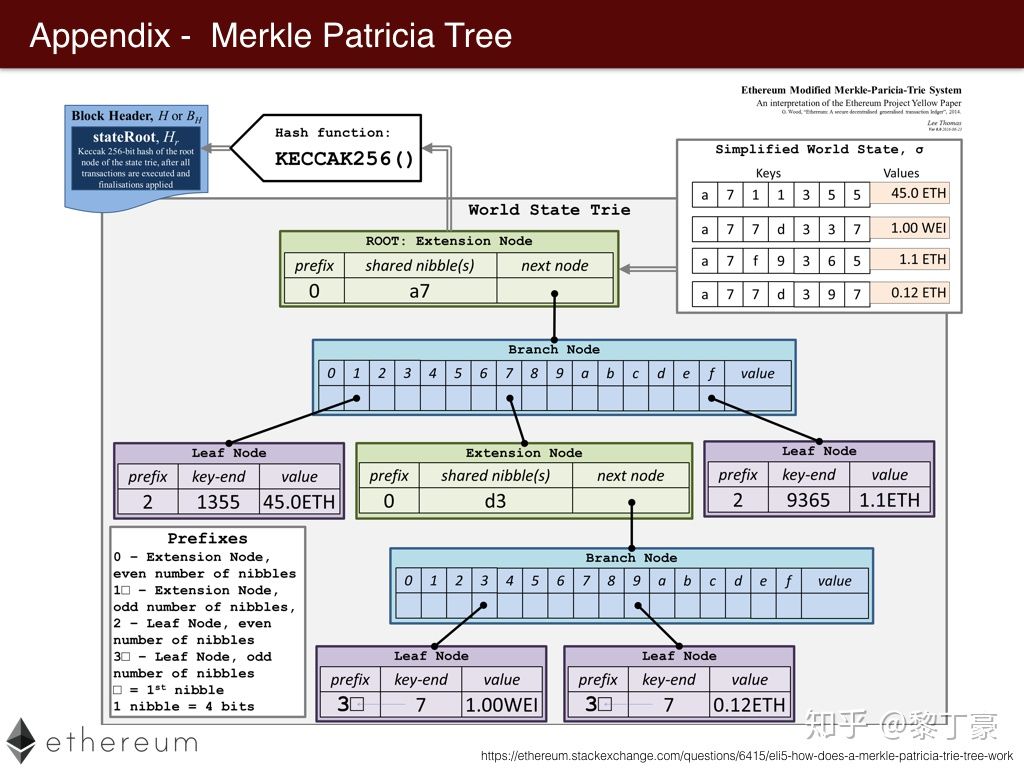 Appendix - Merkle Patricia Tree
Ethereum Modified Merkle-Paricia-Trie System
An interpretation of the Ethereum Project Yellow Paper
G. Wood, "Ethereum: A secure decentralised generalised transaction ledger", 2014.
Lee Thomas
Block Header, H or B_H
stateRoot, H_r
Keccak 256-bit hash of the root
node of the state trie, after all
transactions are executed and
finalisations applied
Hash function:
KECCAK256()
Simplified World State, σ
Keys Values
a 7 1 1 3 5 5 45.0 ETH
a 7 7 d 3 3 7 1.00 WEI
a 7 f 9 3 6 5 1.1 ETH
a 7 7 d 3 9 7 0.12 ETH
World State Trie
ROOT: Extension Node
prefix shared nibble(s) next node
0 a7
Branch Node
0 1 2 3 4 5 6 7 8 9 a b c d e f value
Leaf Node
prefix key-end value
2 1355 45.0ETH
Extension Node
prefix shared nibble(s) next node
0 d3
Leaf Node
prefix key-end value
2 9365 1.1ETH
Branch Node
0 1 2 3 4 5 6 7 8 9 a b c d e f value
Leaf Node
prefix key-end value
3□ 7 1.00WEI
Leaf Node
prefix key-end value
3□ 7 0.12ETH
Prefixes
0 – Extension Node,
even number of nibbles
1□ – Extension Node,
odd number of nibbles,
2 – Leaf Node, even
number of nibbles
3□ – Leaf Node, odd
number of nibbles
□ = 1st nibble
1 nibble = 4 bits
ethereum
知乎 @黎丁豪
https://ethereum.stackexchange.com/questions/6415/eli5-how-does-a-merkle-patricia-trie-tree-work